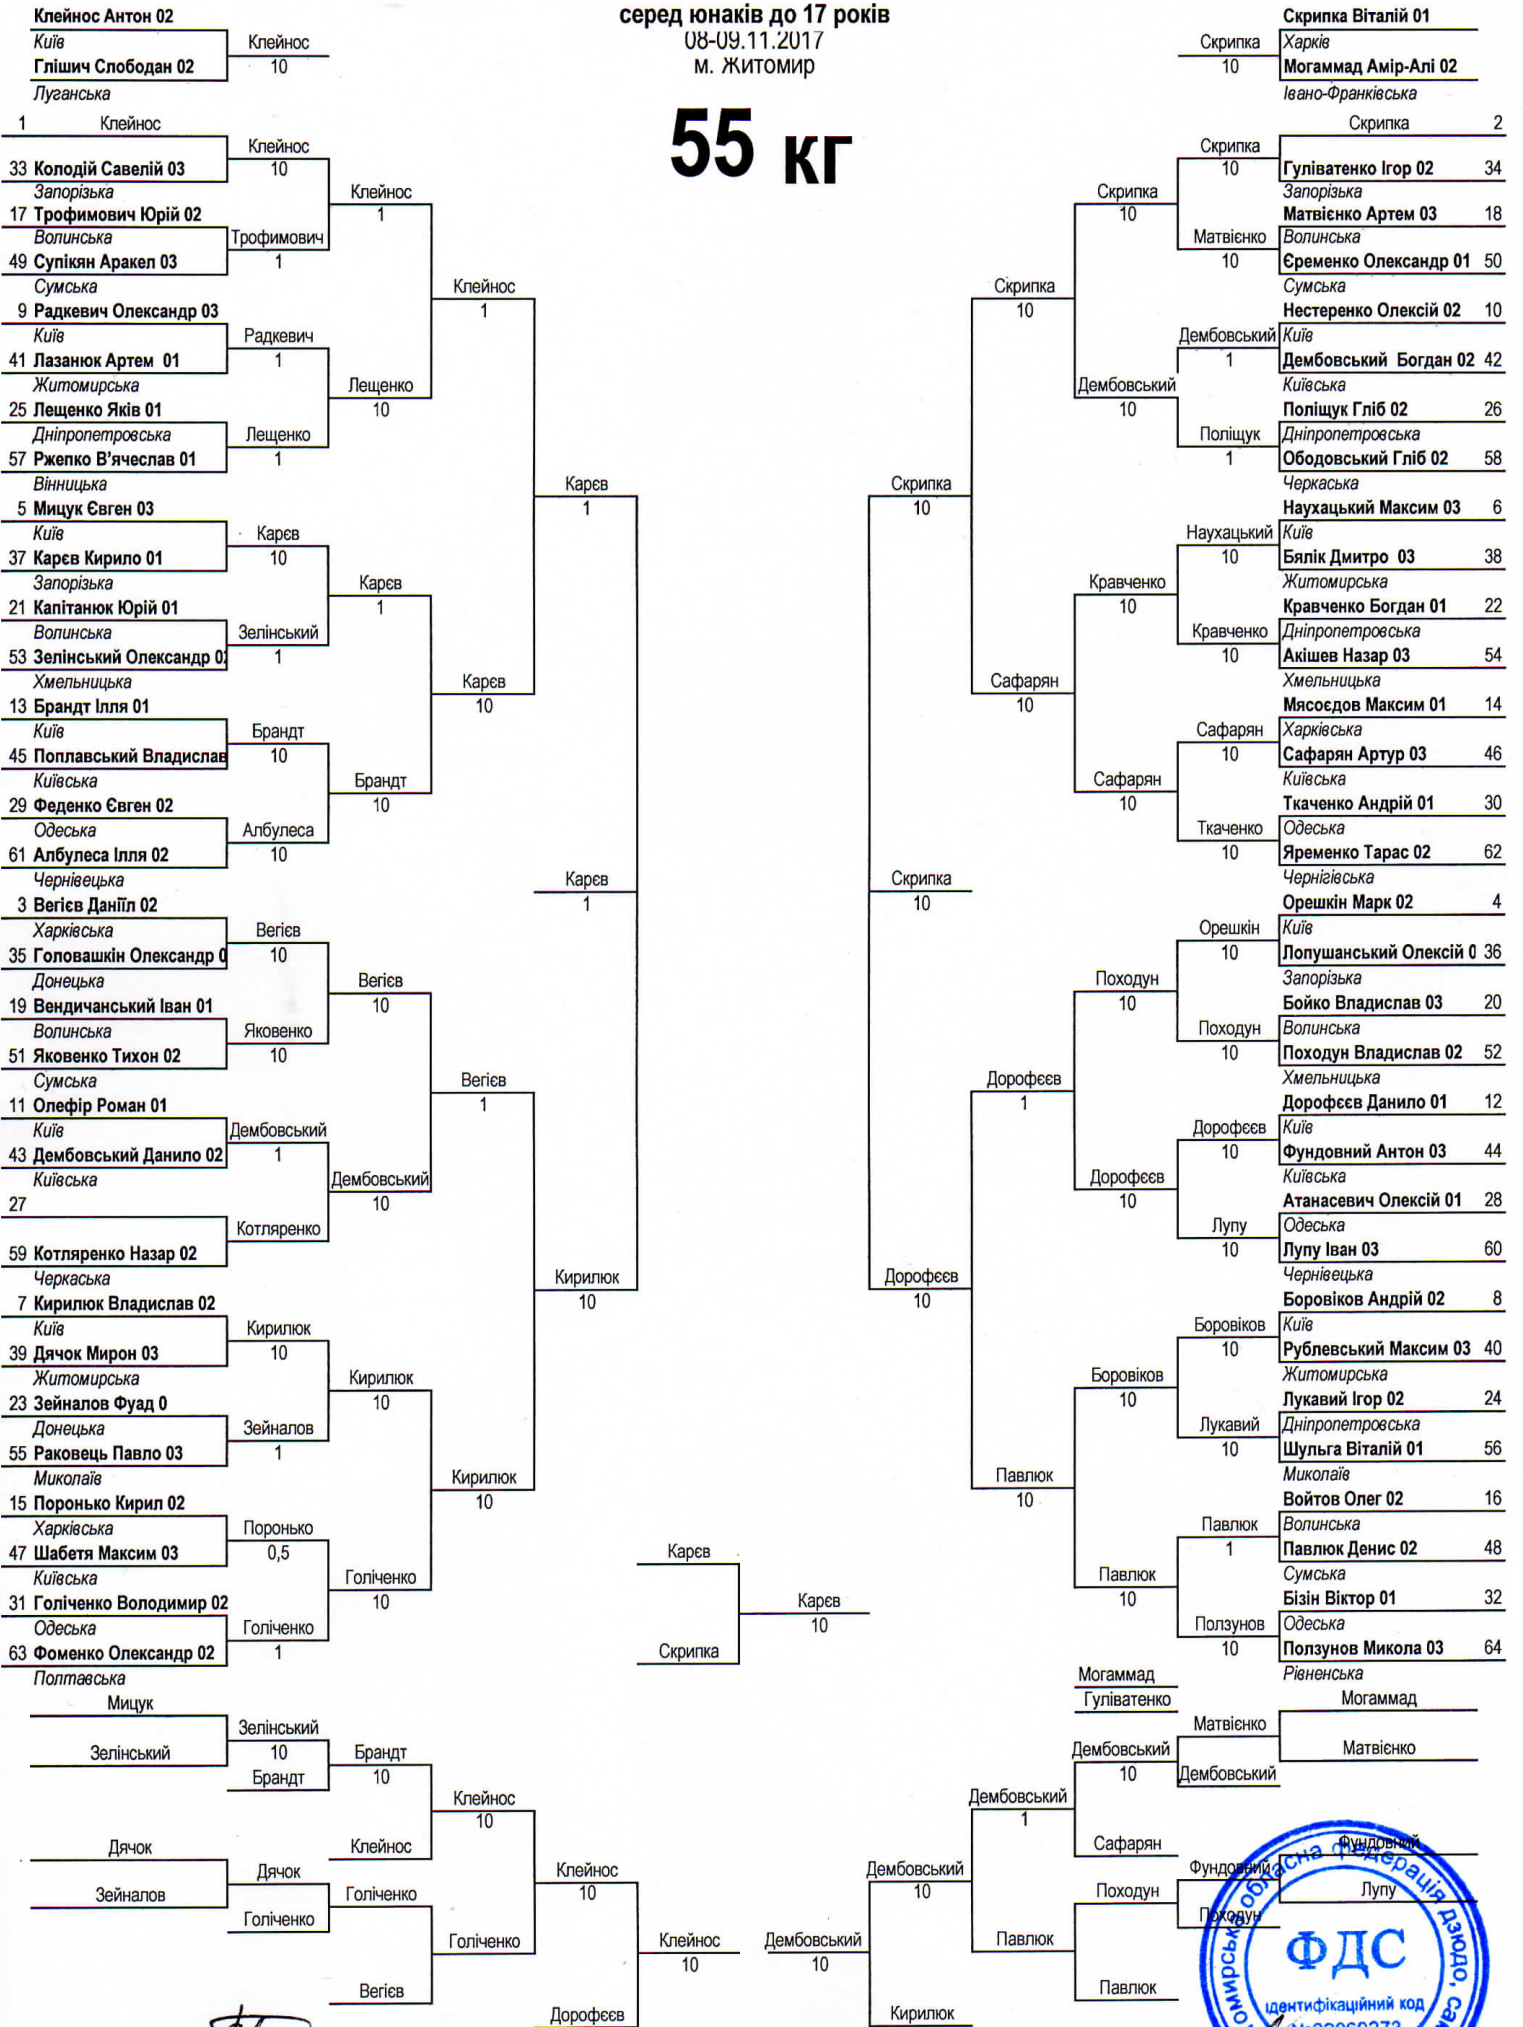 серед юнаків до 17 років
08-09.11.2017
м. Житомир
55 кг
Клейнос Антон 02
Київ
Клейнос
Глішич Слободан 02
10
Луганська
1 Клейнос
Клейнос
33 Колодій Савелій 03
10
Запорізька
Клейнос
17 Трофимович Юрій 02
1
Волинська
Трофимович
49 Супікян Аракел 03
1
Сумська
Клейнос
9 Радкевич Олександр 03
1
Київ
Радкевич
41 Лазанюк Артем 01
1
Житомирська
Лещенко
25 Лещенко Яків 01
10
Дніпропетровська
Лещенко
57 Ржепко В'ячеслав 01
1
Вінницька
Карєв
5 Мицук Євген 03
1
Київ
Карєв
37 Карєв Кирило 01
10
Запорізька
Карєв
21 Капітанюк Юрій 01
1
Волинська
Зелінський
53 Зелінський Олександр 02
1
Хмельницька
Карєв
13 Брандт Ілля 01
10
Київ
Брандт
45 Поплавський Владислав
10
Київська
Брандт
29 Феденко Євген 02
10
Одеська
Албулеса
61 Албулеса Ілля 02
10
Чернівецька
Карєв
3 Вегієв Данііл 02
1
Харківська
Вегієв
35 Головашкін Олександр 0
10
Донецька
Вегієв
19 Вендичанський Іван 01
10
Волинська
Яковенко
51 Яковенко Тихон 02
10
Сумська
Вегієв
11 Олефір Роман 01
1
Київ
Дембовський
43 Дембовський Данило 02
1
Київська
Дембовський
27
10
Котляренко
59 Котляренко Назар 02
Черкаська
Кирилюк
7 Кирилюк Владислав 02
10
Київ
Кирилюк
39 Дячок Мирон 03
10
Житомирська
Кирилюк
23 Зейналов Фуад 0
10
Донецька
Зейналов
55 Раковець Павло 03
1
Миколаїв
Кирилюк
15 Поронько Кирил 02
10
Харківська
Поронько
47 Шабетя Максим 03
0,5
Київська
Голіченко
31 Голіченко Володимир 02
10
Одеська
Голіченко
63 Фоменко Олександр 02
1
Полтавська
Скрипка Віталій 01
Скрипка
Харків
10
Могаммад Амір-Алі 02
Івано-Франківська
Скрипка 2
Скрипка
10
Гуліватенко Ігор 02 34
Скрипка
Запорізька
10
Матвієнко Артем 03 18
Матвієнко
Волинська
10
Єременко Олександр 01 50
Скрипка
Сумська
10
Нестеренко Олексій 02 10
Дембовський
Київ
1
Дембовський Богдан 02 42
Дембовський
Київська
10
Поліщук Гліб 02 26
Поліщук
Дніпропетровська
1
Ободовський Гліб 02 58
Скрипка
Черкаська
10
Наухацький Максим 03 6
Наухацький
Київ
10
Бялік Дмитро 03 38
Кравченко
Житомирська
10
Кравченко Богдан 01 22
Кравченко
Дніпропетровська
10
Акішев Назар 03 54
Сафарян
Хмельницька
10
Мясоєдов Максим 01 14
Сафарян
Харківська
10
Сафарян Артур 03 46
Сафарян
Київська
10
Ткаченко Андрій 01 30
Ткаченко
Одеська
10
Яременко Тарас 02 62
Скрипка
Чернігівська
10
Орешкін Марк 02 4
Орешкін
Київ
10
Лопушанський Олексій 0 36
Походун
Запорізька
10
Бойко Владислав 03 20
Походун
Волинська
10
Походун Владислав 02 52
Дорофєєв
Хмельницька
1
Дорофєєв Данило 01 12
Дорофєєв
Київ
10
Фундовний Антон 03 44
Дорофєєв
Київська
10
Атанасевич Олексій 01 28
Лупу
Одеська
10
Лупу Іван 03 60
Дорофєєв
Чернівецька
10
Боровіков Андрій 02 8
Боровіков
Київ
10
Рублевський Максим 03 40
Боровіков
Житомирська
10
Лукавий Ігор 02 24
Лукавий
Дніпропетровська
10
Шульга Віталій 01 56
Павлюк
Миколаїв
10
Войтов Олег 02 16
Павлюк
Волинська
1
Павлюк Денис 02 48
Павлюк
Сумська
10
Бізін Віктор 01 32
Ползунов
Одеська
10
Ползунов Микола 03 64
Рівненська
Карєв
Карєв
10
Скрипка
Мицук
Зелінський
Зелінський
10
Брандт
Брандт
10
Клейнос
10
Клейнос
Дячок
Клейнос
Дячок
10
Зейналов
Голіченко
Голіченко
Голіченко
Клейнос
10
Вегієв
Дорофєєв
Могаммад
Гуліватенко
Могаммад
Матвієнко
Матвієнко
Дембовський
10
Дембовський
Дембовський
1
Сафарян
Фундовний
Дембовський
Фундовний
10
Походун
Лупу
Походун
Дембовський
Павлюк
10
Павлюк
Кирилюк
омирська обласна федерація дзюдо, сам
ФДС
ідентифікаційний код